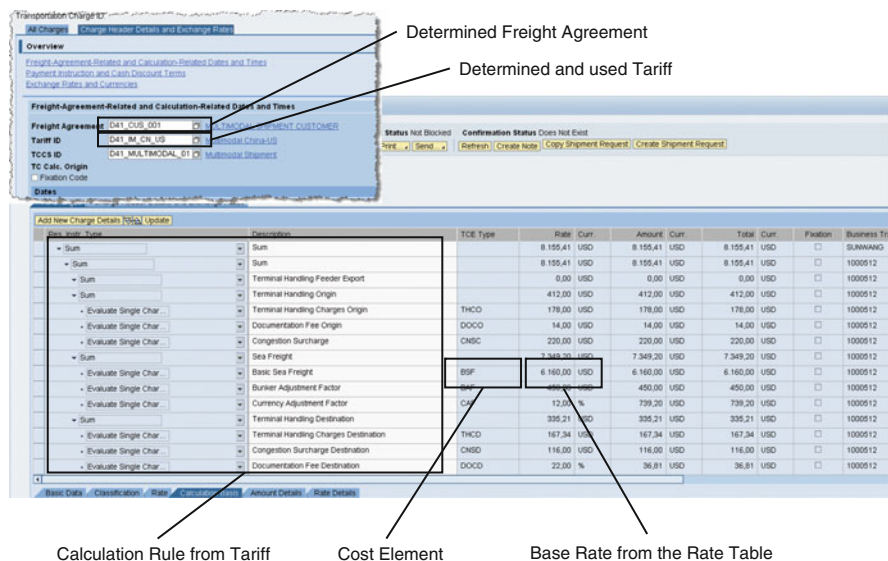 Transportation Charge ID:
All Charges Charge Header Details and Exchange Rates
Determined Freight Agreement
Overview
Freight-Agreement-Related and Calculation-Related Dates and Times
Payment Instruction and Cash Discount Terms
Exchange Rates and Currencies
Determined and used Tariff
Freight-Agreement-Related and Calculation-Related Dates and Times
Freight Agreement D41_CUS_001 MULTIMODAL SHIPMENT CUSTOMER
Tariff ID D41_IM_CN_US Multimodal China-US
TCCS ID D41_MULTIMODAL_01 Multimodal Shipment
TC Calc. Origin
Fixation Code
Dates
Status Not Blocked Confirmation Status Does Not Exist
Print... Send... Refresh Create Note Copy Shipment Request Create Shipment Request
Add New Charge Details Update
Res. Instr. Type Description TCE Type Rate Curr. Amount Curr. Total Curr. Fixation Business Tr
Sum Sum 8.155,41 USD 8.155,41 USD 8.155,41 USD SUNWANG
Sum Sum 8.155,41 USD 8.155,41 USD 8.155,41 USD 1000512
Sum Terminal Handling Feeder Export 0,00 USD 0,00 USD 0,00 USD 1000512
Sum Terminal Handling Origin 412,00 USD 412,00 USD 412,00 USD 1000512
Evaluate Single Char... Terminal Handling Charges Origin THCO 178,00 USD 178,00 USD 178,00 USD 1000512
Evaluate Single Char... Documentation Fee Origin DOCO 14,00 USD 14,00 USD 14,00 USD 1000512
Evaluate Single Char... Congestion Surcharge CNSC 220,00 USD 220,00 USD 220,00 USD 1000512
Sum Sea Freight 7.349,20 USD 7.349,20 USD 7.349,20 USD 1000512
Evaluate Single Char... Basic Sea Freight BSF 6.160,00 USD 6.160,00 USD 6.160,00 USD 1000512
Evaluate Single Char... Bunker Adjustment Factor BAF 450,00 USD 450,00 USD 450,00 USD 1000512
Evaluate Single Char... Currency Adjustment Factor CAF 12,00 % 739,20 USD 739,20 USD 1000512
Sum Terminal Handling Destination 335,21 USD 335,21 USD 335,21 USD 1000512
Evaluate Single Char... Terminal Handling Charges Destination THCD 167,34 USD 167,34 USD 167,34 USD 1000512
Evaluate Single Char... Congestion Surcharge Destination CNSD 116,00 USD 116,00 USD 116,00 USD 1000512
Evaluate Single Char... Documentation Fee Destination DOCD 22,00 % 36,81 USD 36,81 USD 1000512
Basic Data Classification Rate Calculation Basis Amount Details Rate Details
Calculation Rule from Tariff Cost Element Base Rate from the Rate Table